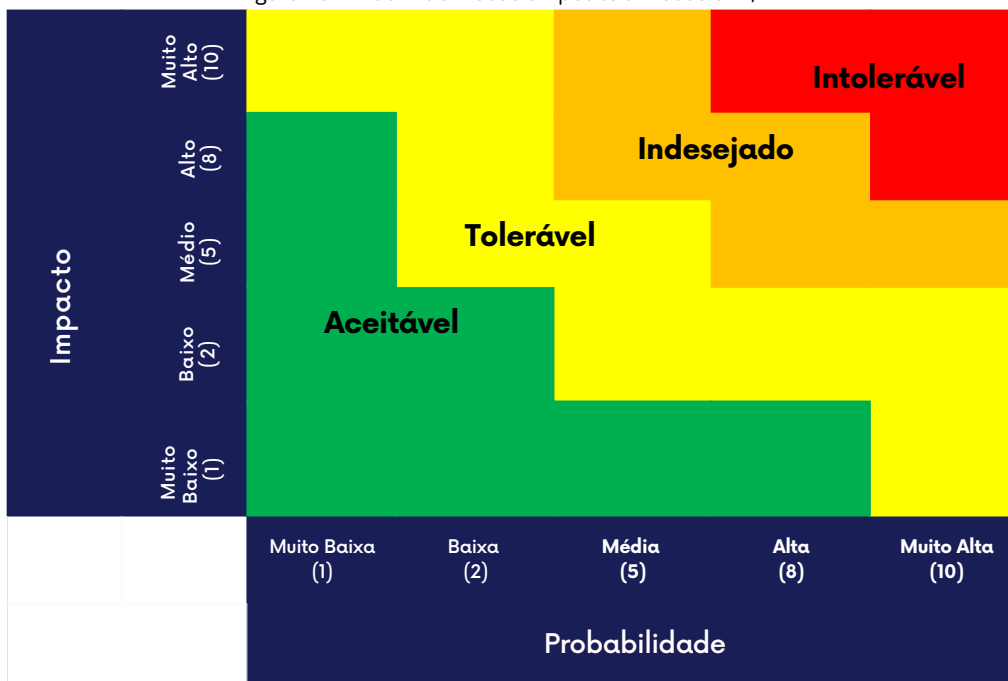 Impacto
Muito
Alto
(10)
Intolerável
Alto
(8)
Indesejado
Médio
(5)
Tolerável
Baixo
(2)
Aceitável
Muito
Baixo
(1)
Muito Baixa
(1)
Baixa
(2)
Média
(5)
Alta
(8)
Muito Alta
(10)
Probabilidade